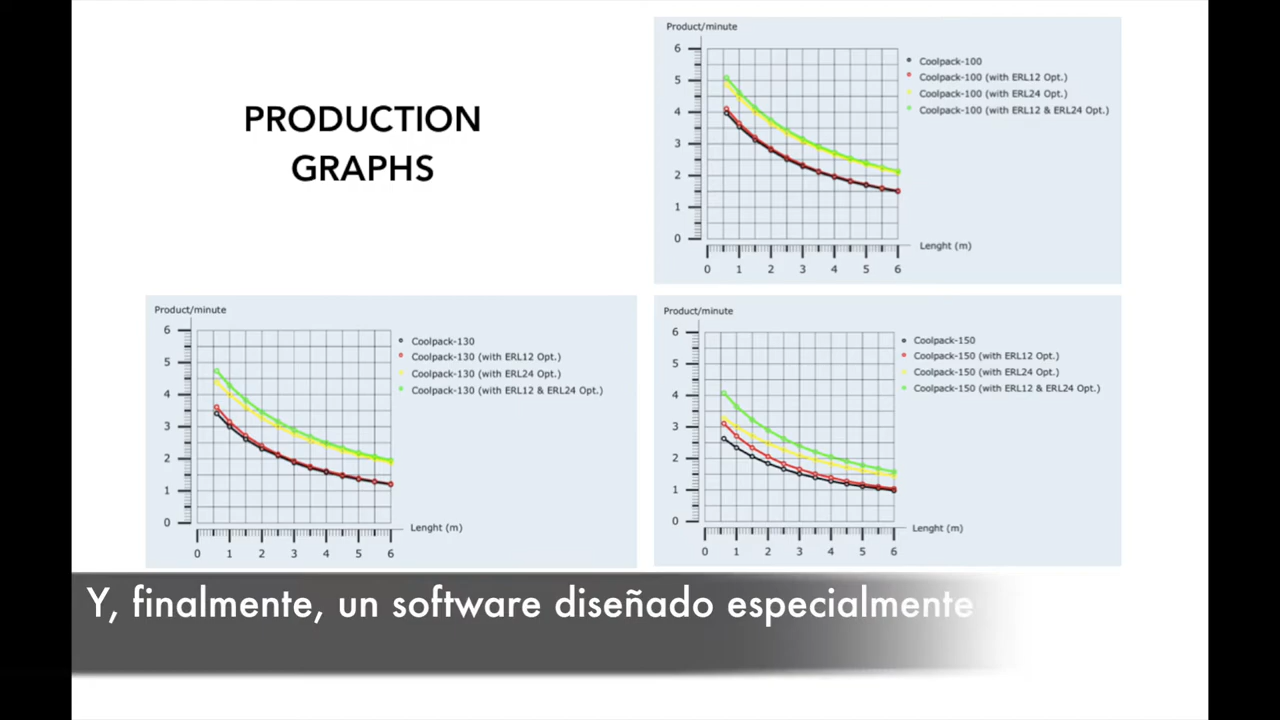 PRODUCTION
GRAPHS
Product/minute
6
5
4
3
2
1
0
0 1 2 3 4 5 6
Lenght (m)
Coolpack-100
Coolpack-100 (with ERL12 Opt.)
Coolpack-100 (with ERL24 Opt.)
Coolpack-100 (with ERL12 & ERL24 Opt.)
Product/minute
6
5
4
3
2
1
0
0 1 2 3 4 5 6
Lenght (m)
Coolpack-130
Coolpack-130 (with ERL12 Opt.)
Coolpack-130 (with ERL24 Opt.)
Coolpack-130 (with ERL12 & ERL24 Opt.)
Product/minute
6
5
4
3
2
1
0
0 1 2 3 4 5 6
Lenght (m)
Coolpack-150
Coolpack-150 (with ERL12 Opt.)
Coolpack-150 (with ERL24 Opt.)
Coolpack-150 (with ERL12 & ERL24 Opt.)
Y, finalmente, un software diseñado especialmente